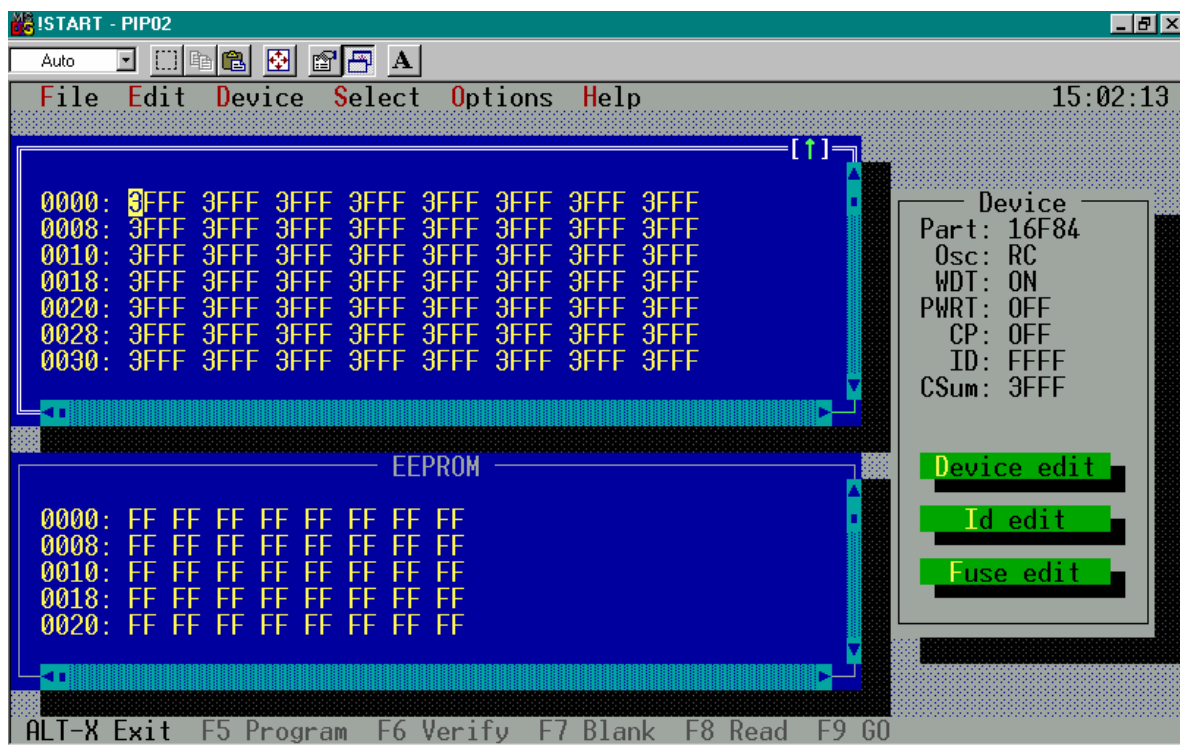 !START - PIP02
Auto
A
File Edit Device Select Options Help 15:02:13
[↑]
0000: 3FFF 3FFF 3FFF 3FFF 3FFF 3FFF 3FFF 3FFF
0008: 3FFF 3FFF 3FFF 3FFF 3FFF 3FFF 3FFF 3FFF
0010: 3FFF 3FFF 3FFF 3FFF 3FFF 3FFF 3FFF 3FFF
0018: 3FFF 3FFF 3FFF 3FFF 3FFF 3FFF 3FFF 3FFF
0020: 3FFF 3FFF 3FFF 3FFF 3FFF 3FFF 3FFF 3FFF
0028: 3FFF 3FFF 3FFF 3FFF 3FFF 3FFF 3FFF 3FFF
0030: 3FFF 3FFF 3FFF 3FFF 3FFF 3FFF 3FFF 3FFF
EEPROM
0000: FF FF FF FF FF FF FF FF
0008: FF FF FF FF FF FF FF FF
0010: FF FF FF FF FF FF FF FF
0018: FF FF FF FF FF FF FF FF
0020: FF FF FF FF FF FF FF FF
Device
Part: 16F84
Osc: RC
WDT: ON
PWRT: OFF
CP: OFF
ID: FFFF
CSum: 3FFF
Device edit
Id edit
Fuse edit
ALT-X Exit F5 Program F6 Verify F7 Blank F8 Read F9 GO